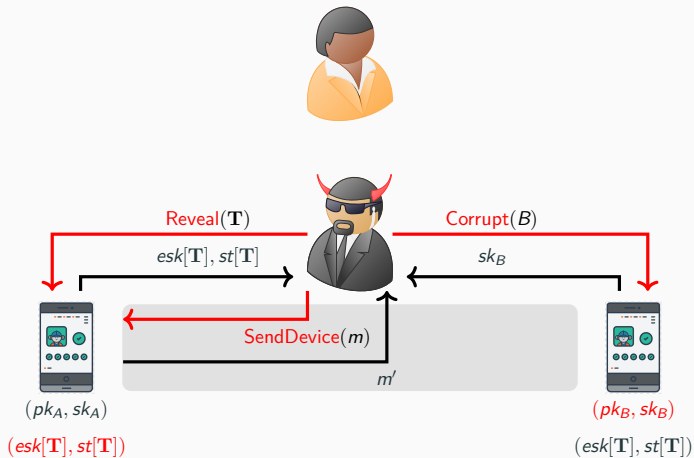 Reveal(T)
Corrupt(B)
esk[T], st[T]
sk_B
SendDevice(m)
m′
(pk_A, sk_A)
(pk_B, sk_B)
(esk[T], st[T])
(esk[T], st[T])